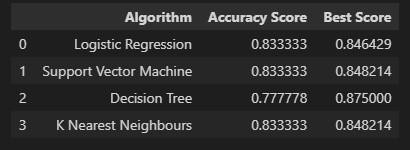 Algorithm Accuracy Score Best Score
0 Logistic Regression 0.833333 0.846429
1 Support Vector Machine 0.833333 0.848214
2 Decision Tree 0.777778 0.875000
3 K Nearest Neighbours 0.833333 0.848214